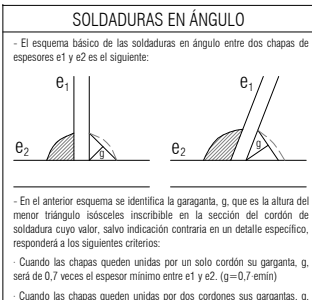 SOLDADURAS EN ÁNGULO
- El esquema básico de las soldaduras en ángulo entre dos chapas de
espesores e1 y e2 es el siguiente:
e1 e1
e2 g e2 g
- En el anterior esquema se identifica la garaganta, g, que es la altura del
menor triángulo isósceles inscribible en la sección del cordón de
soldadura cuyo valor, salvo indicación contraria en un detalle específico,
responderá a los siguientes criterios:
· Cuando las chapas queden unidas por un solo cordón su gargante, g,
será de 0,7 veces el espesor mínimo entre e1 y e2. (g=0,7·emín)
· Cuando las chapas queden unidas por dos cordones sus gargantas, g,